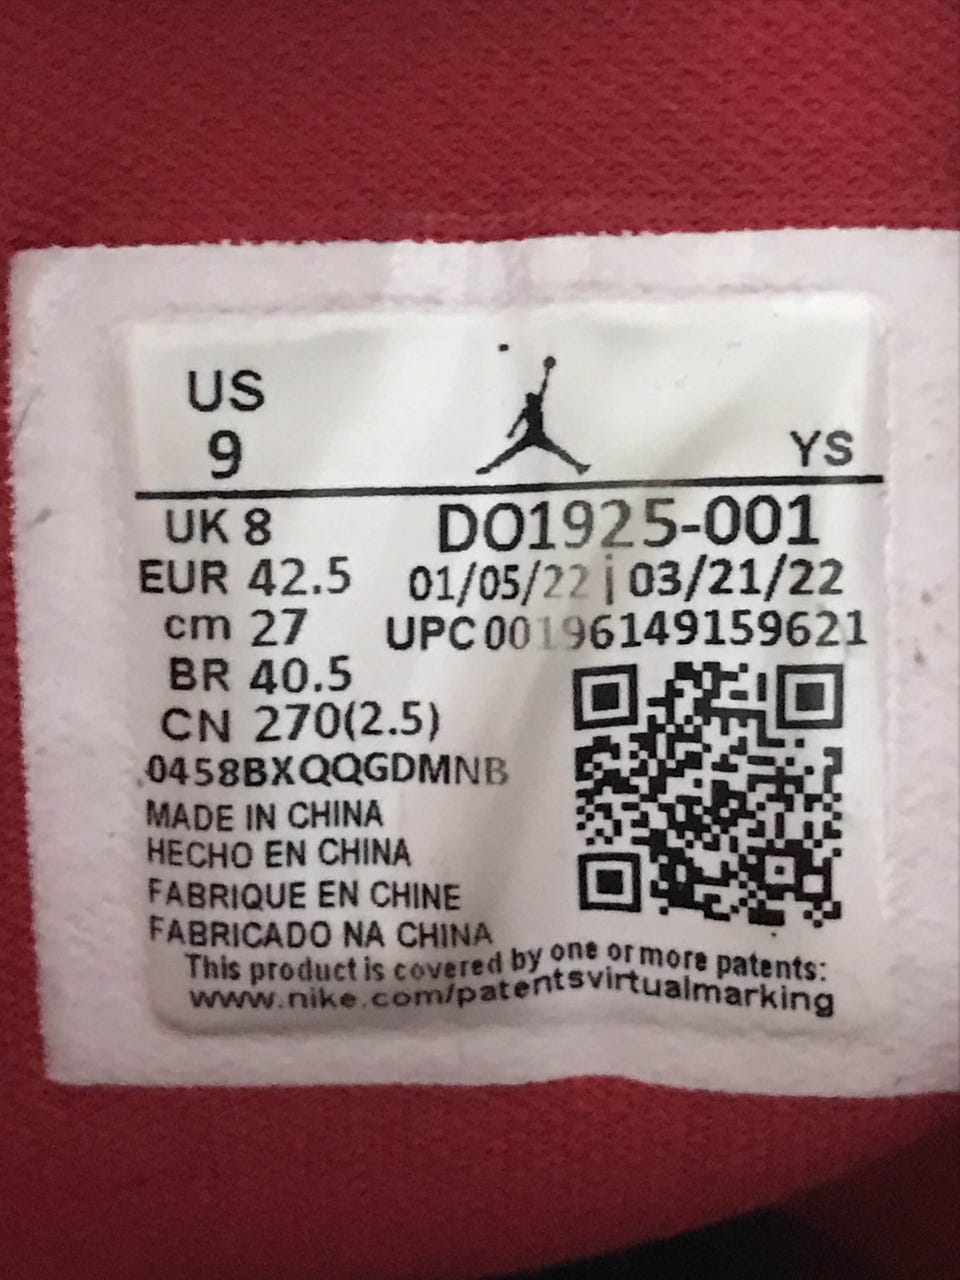 US
9
YS
UK 8
DO1925-001
EUR 42.5
01/05/22 | 03/21/22
cm 27
UPC 00196149159621
BR 40.5
CN 270(2.5)
0458BXQQGDMNB
MADE IN CHINA
HECHO EN CHINA
FABRIQUE EN CHINE
FABRICADO NA CHINA
This product is covered by one or more patents:
www.nike.com/patentsvirtualmarking